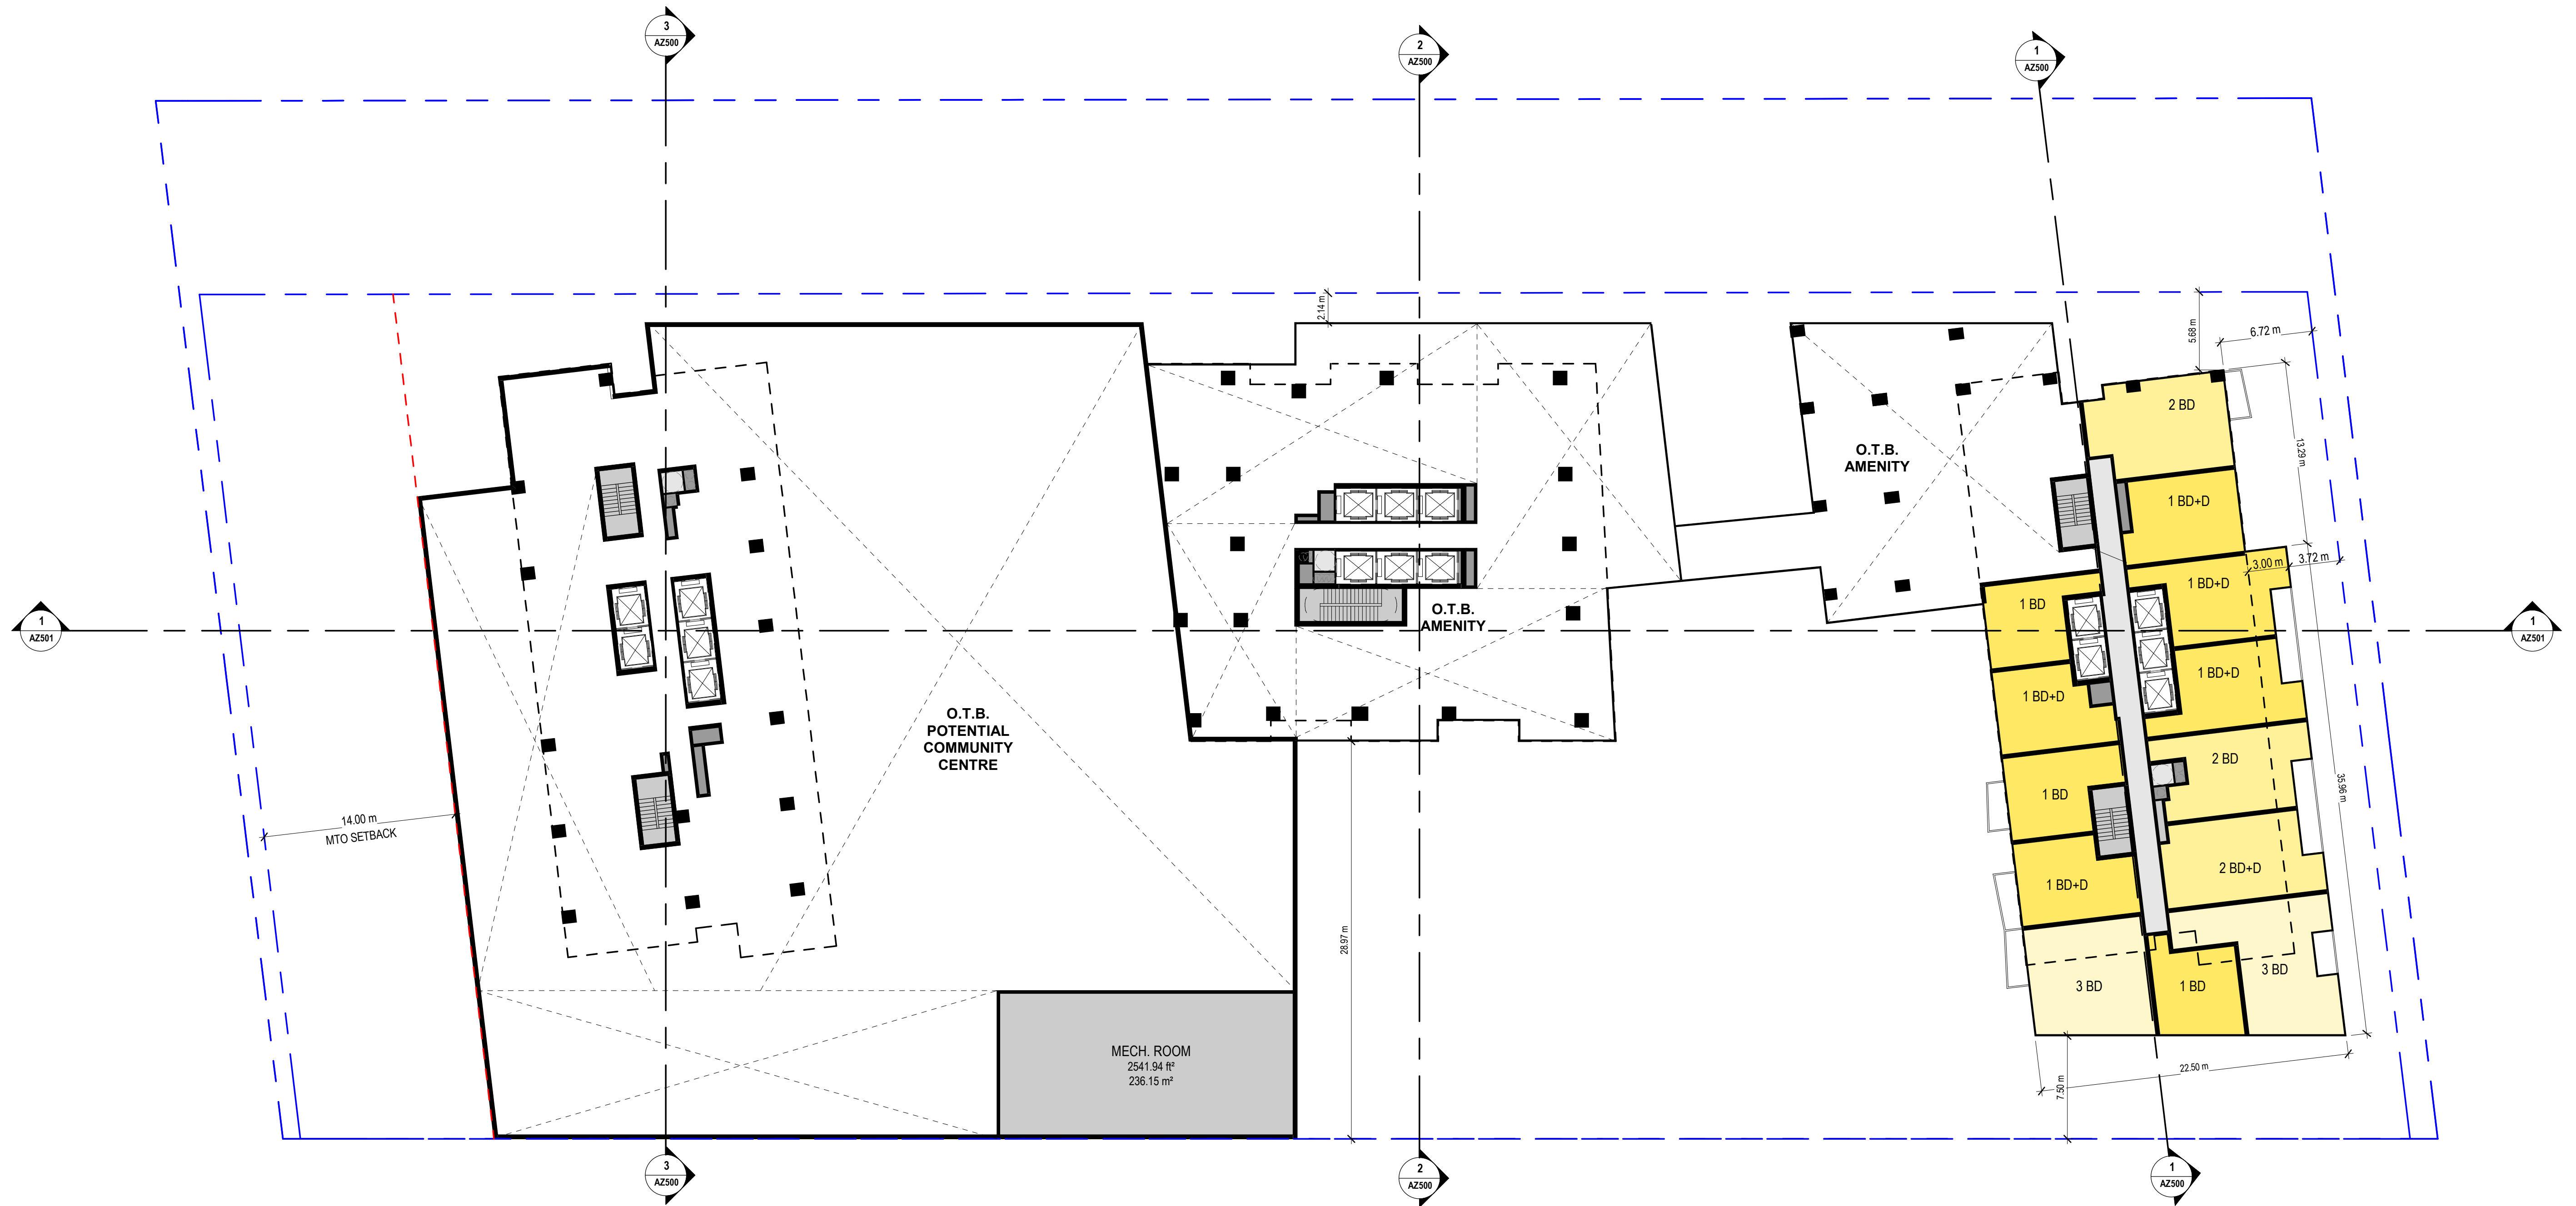 3
AZ500
2
AZ500
1
AZ500
2.14 m
5.68 m
6.72 m
2 BD
13.29 m
O.T.B.
AMENITY
1 BD+D
3.72 m
3.00 m
1 BD+D
1 BD
O.T.B.
AMENITY
1
AZ501
1
AZ501
1 BD+D
1 BD+D
O.T.B.
POTENTIAL
COMMUNITY
CENTRE
2 BD
35.96 m
1 BD
14.00 m
MTO SETBACK
2 BD+D
1 BD+D
28.97 m
3 BD
3 BD
1 BD
MECH. ROOM
2541.94 ft²
236.15 m²
22.50 m
7.50 m
3
AZ500
2
AZ500
1
AZ500